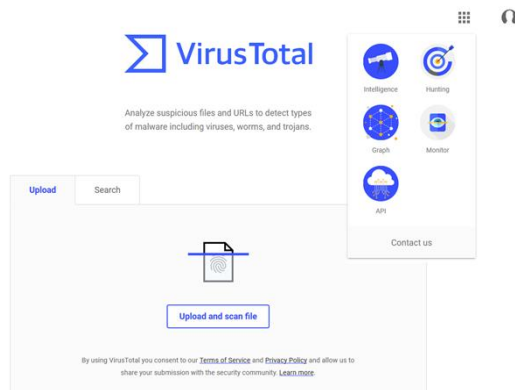 VirusTotal
Analyze suspicious files and URLs to detect types
of malware including viruses, worms, and trojans.
Intelligence
Hunting
Graph
Monitor
API
Contact us
Upload
Search
Upload and scan file
By using VirusTotal you consent to our Terms of Service and Privacy Policy and allow us to
share your submission with the security community. Learn more.